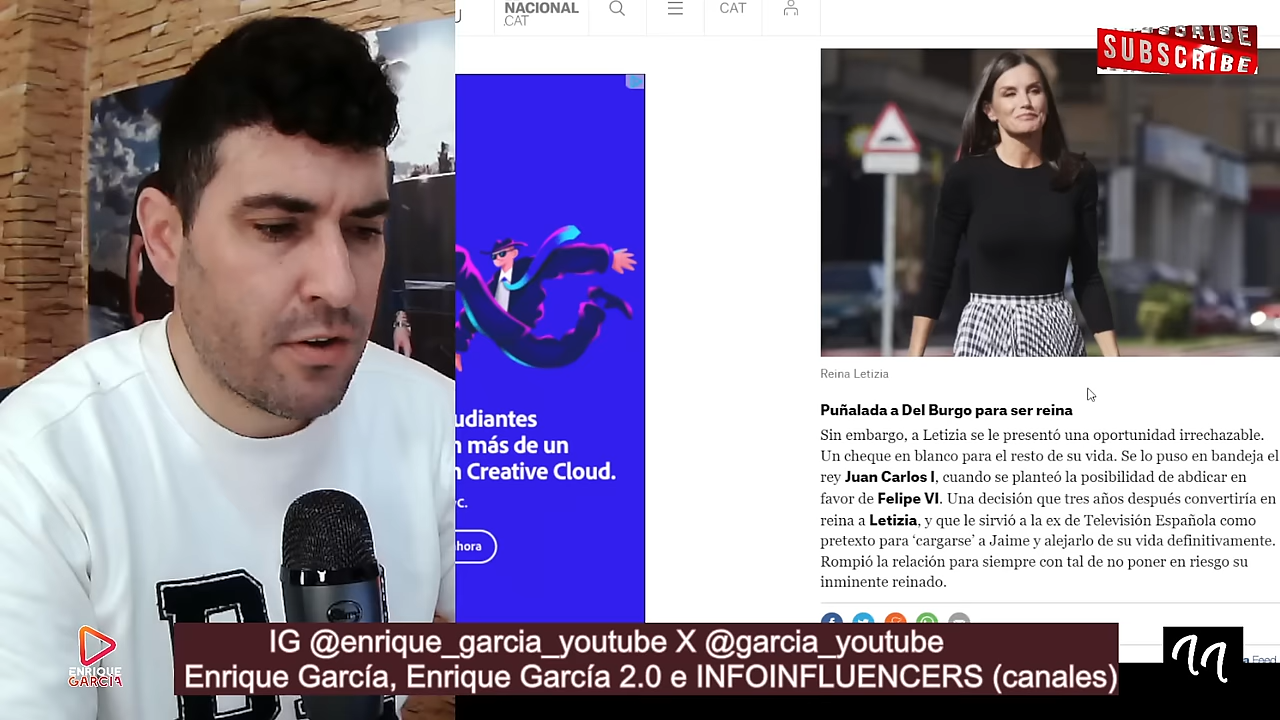 NACIONAL
CAT
CAT
SUBSCRIBE
udiantes
n más de un
n Creative Cloud.
ec.
hora
Reina Letizia
Puñalada a Del Burgo para ser reina
Sin embargo, a Letizia se le presentó una oportunidad irrechazable.
Un cheque en blanco para el resto de su vida. Se lo puso en bandeja el
rey Juan Carlos I, cuando se planteó la posibilidad de abdicar en
favor de Felipe VI. Una decisión que tres años después convertiría en
reina a Letizia, y que le sirvió a la ex de Televisión Española como
pretexto para ‘cargarse’ a Jaime y alejarlo de su vida definitivamente.
Rompió la relación para siempre con tal de no poner en riesgo su
inminente reinado.
IG @enrique_garcia_youtube X @garcia_youtube
Enrique García, Enrique García 2.0 e INFOINFLUENCERS (canales)
ENRIQUE
GARCÍA
Feed